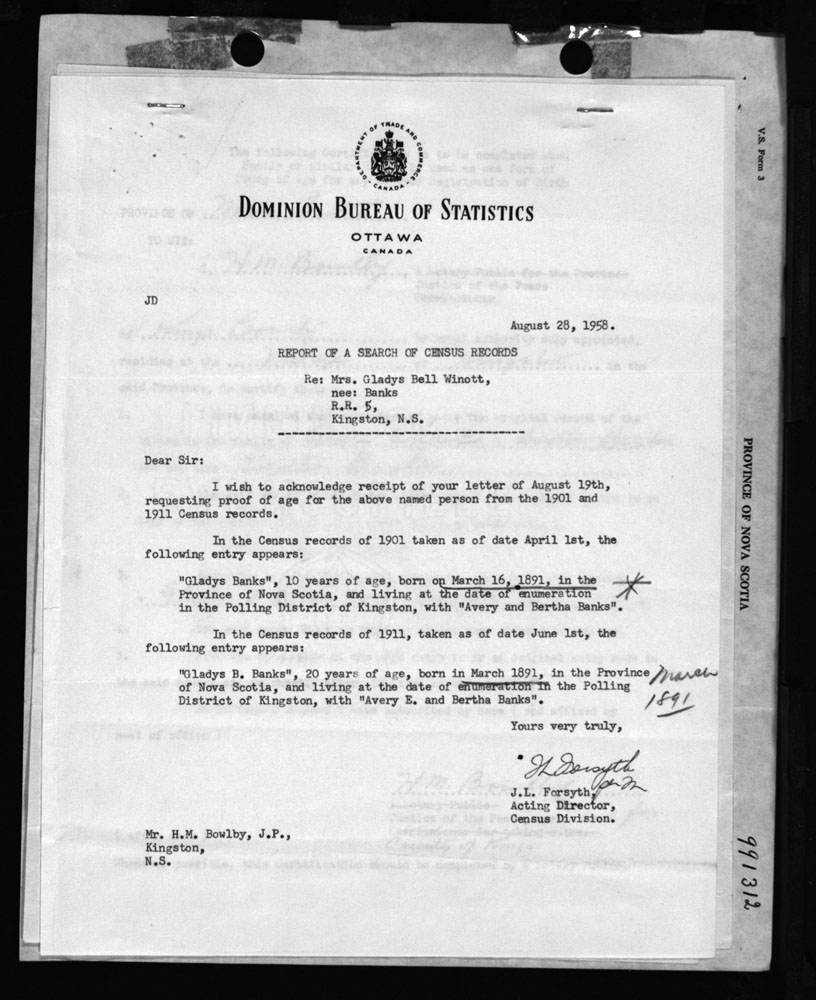 DEPARTMENT OF TRADE AND COMMERCE
CANADA
DOMINION BUREAU OF STATISTICS
OTTAWA
CANADA
JD
August 28, 1958.
REPORT OF A SEARCH OF CENSUS RECORDS
Re: Mrs. Gladys Bell Winott,
nee: Banks
R.R. 5,
Kingston, N.S.
Dear Sir:
I wish to acknowledge receipt of your letter of August 19th,
requesting proof of age for the above named person from the 1901 and
1911 Census records.
In the Census records of 1901 taken as of date April 1st, the
following entry appears:
"Gladys Banks", 10 years of age, born on March 16, 1891, in the
Province of Nova Scotia, and living at the date of enumeration
in the Polling District of Kingston, with "Avery and Bertha Banks".
In the Census records of 1911, taken as of date June 1st, the
following entry appears:
"Gladys B. Banks", 20 years of age, born in March 1891, in the Province
of Nova Scotia, and living at the date of enumeration in the Polling
District of Kingston, with "Avery E. and Bertha Banks".
March
1891
Yours very truly,
J.L. Forsyth,
Acting Director,
Census Division.
Mr. H.M. Bowlby, J.P.,
Kingston,
N.S.
V.S. Form 3
PROVINCE OF NOVA SCOTIA
991312